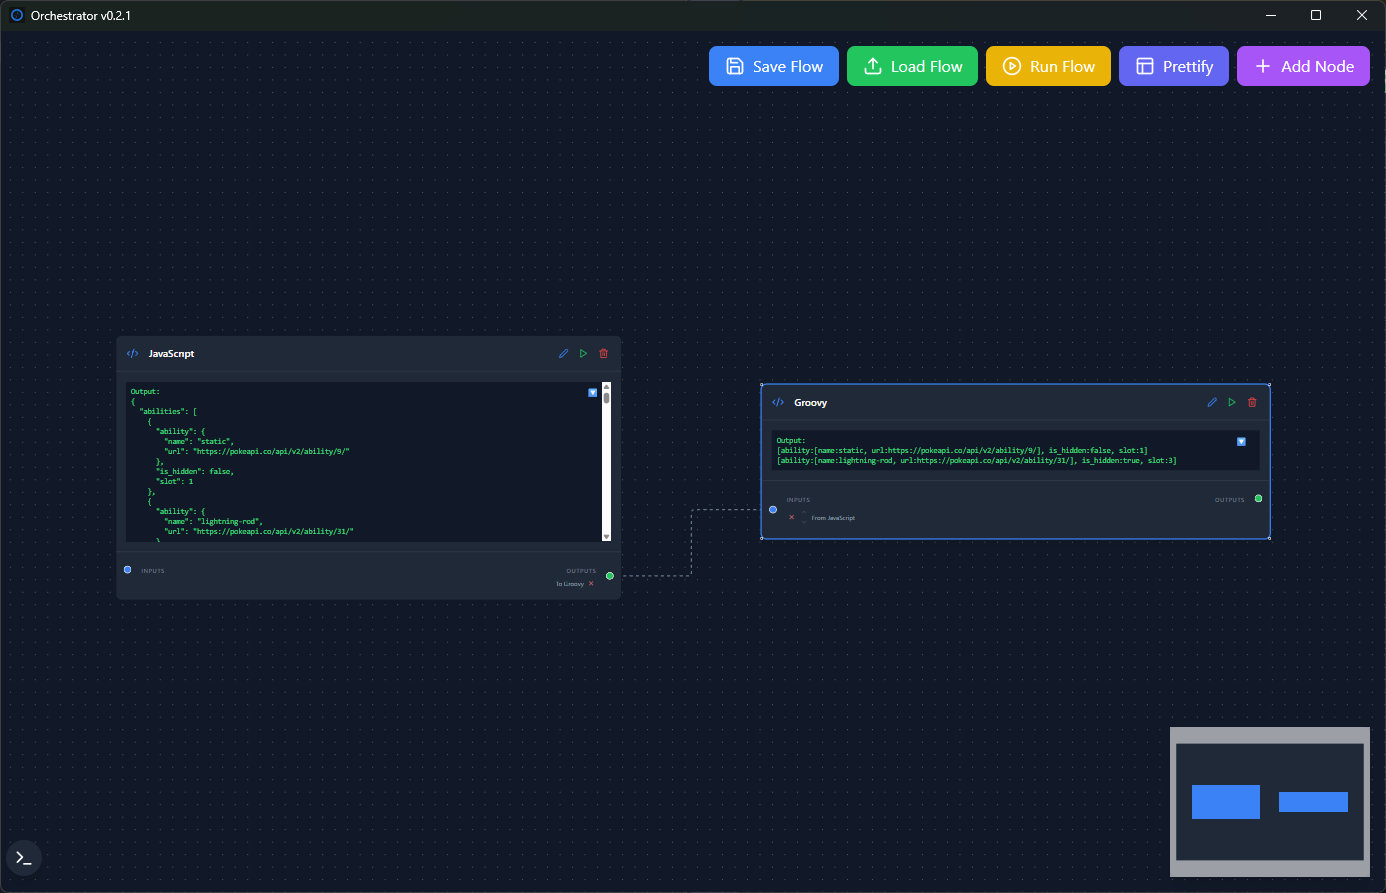 Orchestrator v0.2.1
Save Flow
Load Flow
Run Flow
Prettify
Add Node
JavaScript
Output:
{
  "abilities": [
    {
      "ability": {
        "name": "static",
        "url": "https://pokeapi.co/api/v2/ability/9/"
      },
      "is_hidden": false,
      "slot": 1
    },
    {
      "ability": {
        "name": "lightning-rod",
        "url": "https://pokeapi.co/api/v2/ability/31/"
      }
INPUTS
OUTPUTS
To Groovy ×
Groovy
Output:
[ability:[name:static, url:https://pokeapi.co/api/v2/ability/9/], is_hidden:false, slot:1]
[ability:[name:lightning-rod, url:https://pokeapi.co/api/v2/ability/31/], is_hidden:true, slot:3]
INPUTS
× From JavaScript
OUTPUTS